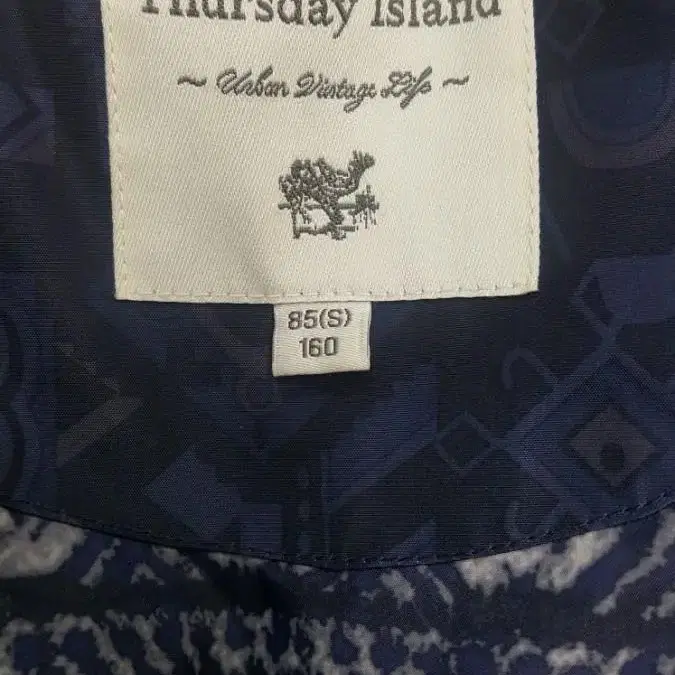 Thursday Island
~ Urban Vintage Life ~
85(S)
160